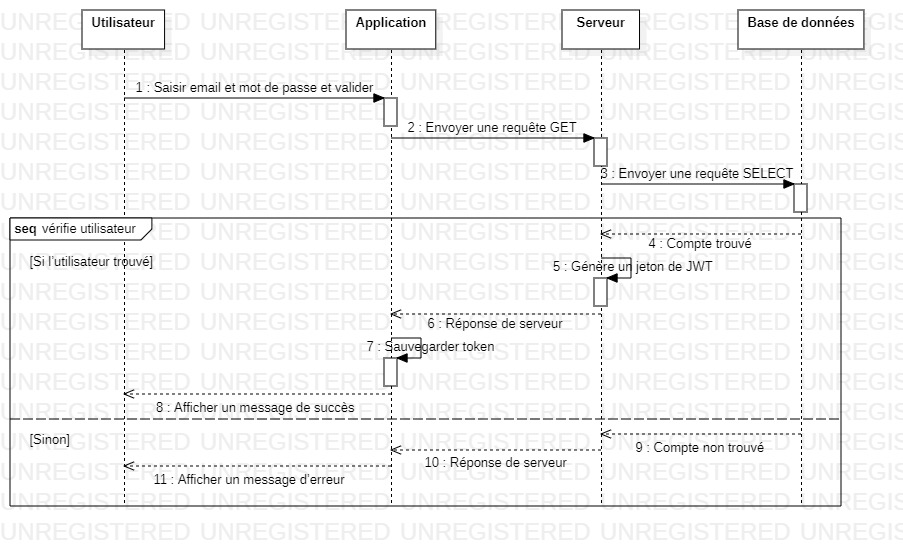 Utilisateur
Application
Serveur
Base de données
1 : Saisir email et mot de passe et valider
2 : Envoyer une requête GET
3 : Envoyer une requête SELECT
seq vérifie utilisateur
4 : Compte trouvé
[Si l'utilisateur trouvé]
5 : Génère un jeton de JWT
6 : Réponse de serveur
7 : Sauvegarder token
8 : Afficher un message de succès
[Sinon]
9 : Compte non trouvé
10 : Réponse de serveur
11 : Afficher un message d'erreur
UNREGISTERED